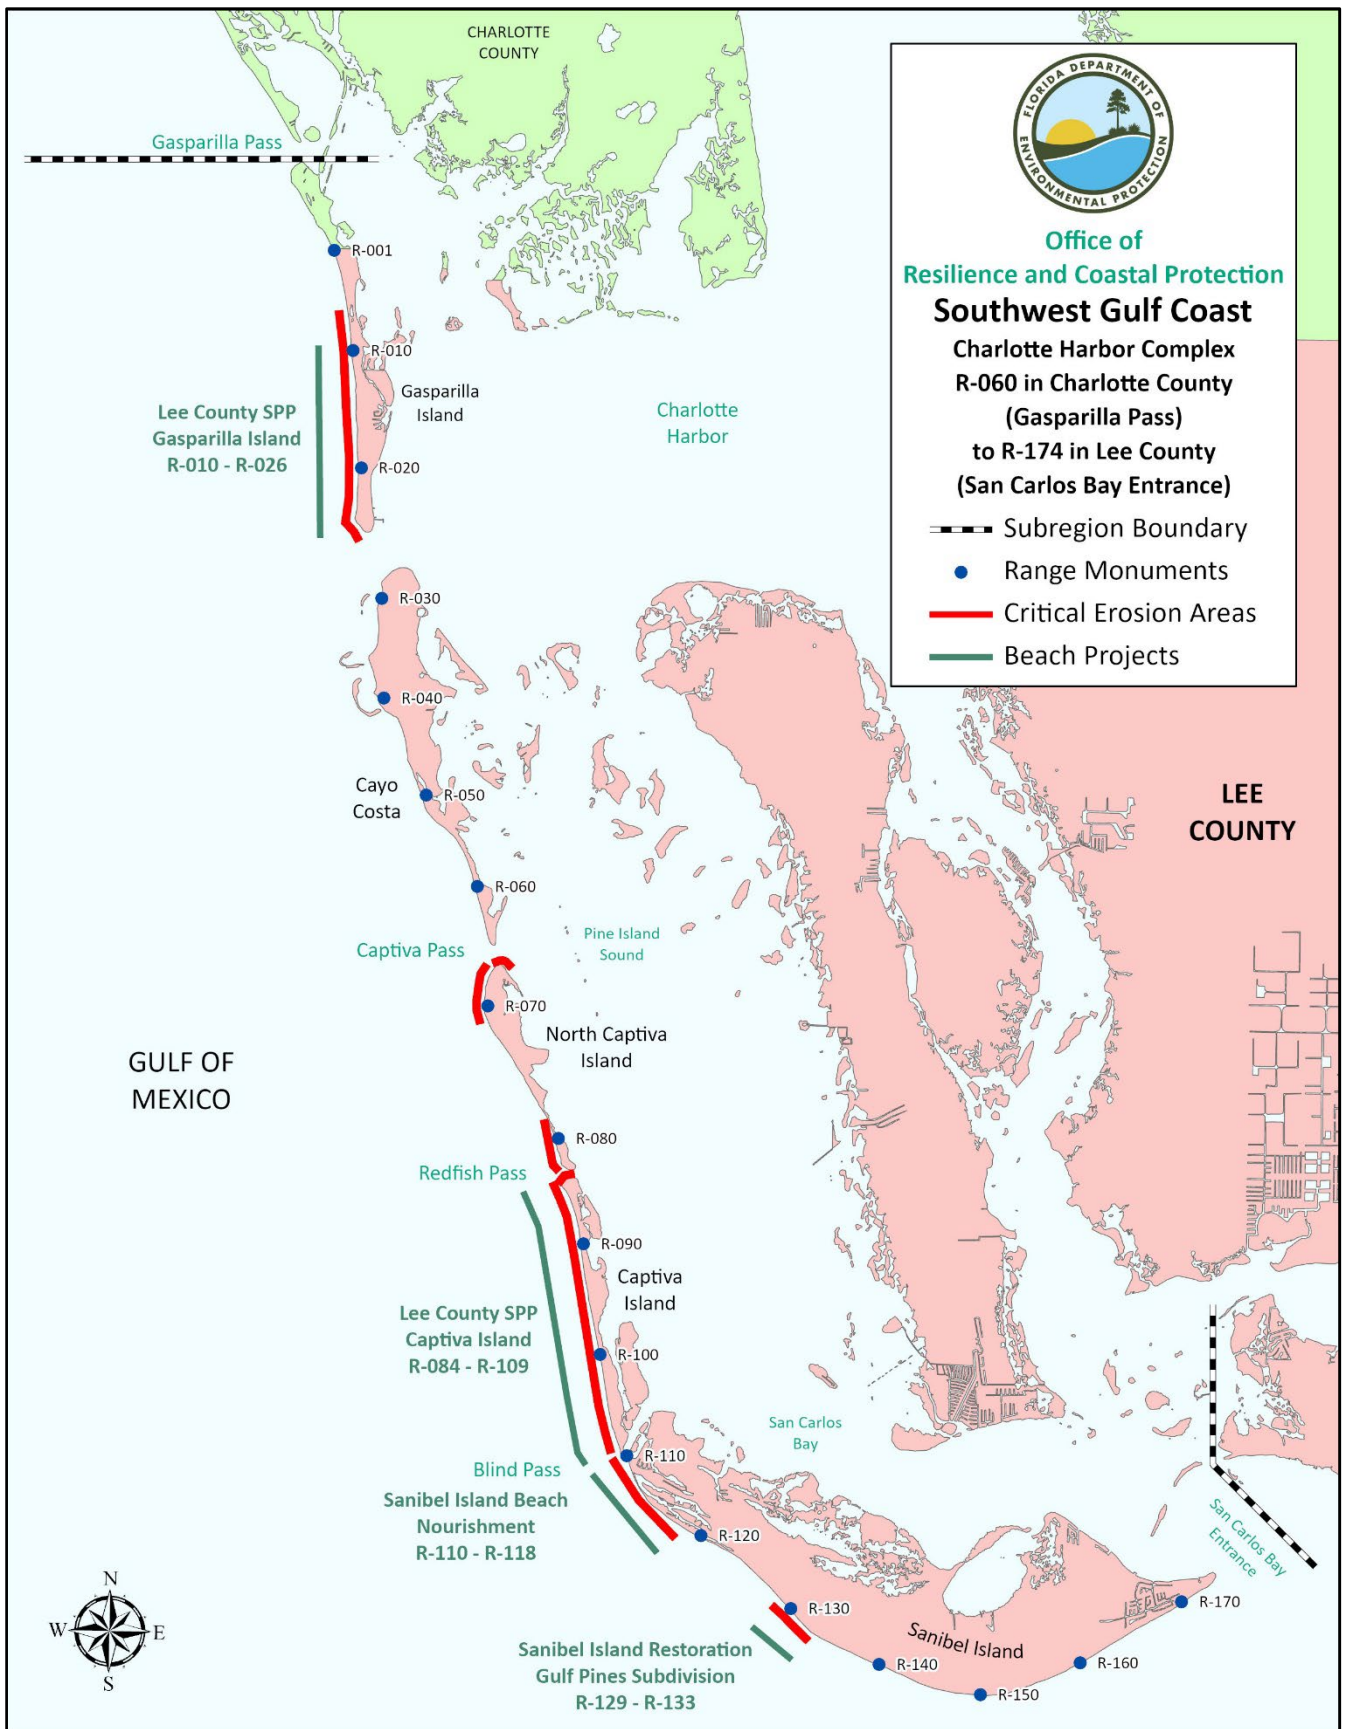 CHARLOTTE
COUNTY
FLORIDA DEPARTMENT OF
ENVIRONMENTAL PROTECTION
Office of
Resilience and Coastal Protection
Southwest Gulf Coast
Charlotte Harbor Complex
R-060 in Charlotte County
(Gasparilla Pass)
to R-174 in Lee County
(San Carlos Bay Entrance)
Subregion Boundary
Range Monuments
Critical Erosion Areas
Beach Projects
Gasparilla Pass
R-001
R-010
Gasparilla
Island
Lee County SPP
Gasparilla Island
R-010 - R-026
Charlotte
Harbor
R-020
R-030
R-040
Cayo
Costa
R-050
LEE
COUNTY
R-060
Captiva Pass
Pine Island
Sound
R-070
North Captiva
Island
GULF OF
MEXICO
R-080
Redfish Pass
R-090
Captiva
Island
Lee County SPP
Captiva Island
R-084 - R-109
R-100
San Carlos
Bay
R-110
Blind Pass
Sanibel Island Beach
Nourishment
R-110 - R-118
R-120
San Carlos Bay
Entrance
N
W
E
S
R-130
R-170
Sanibel Island
Sanibel Island Restoration
Gulf Pines Subdivision
R-129 - R-133
R-140
R-160
R-150